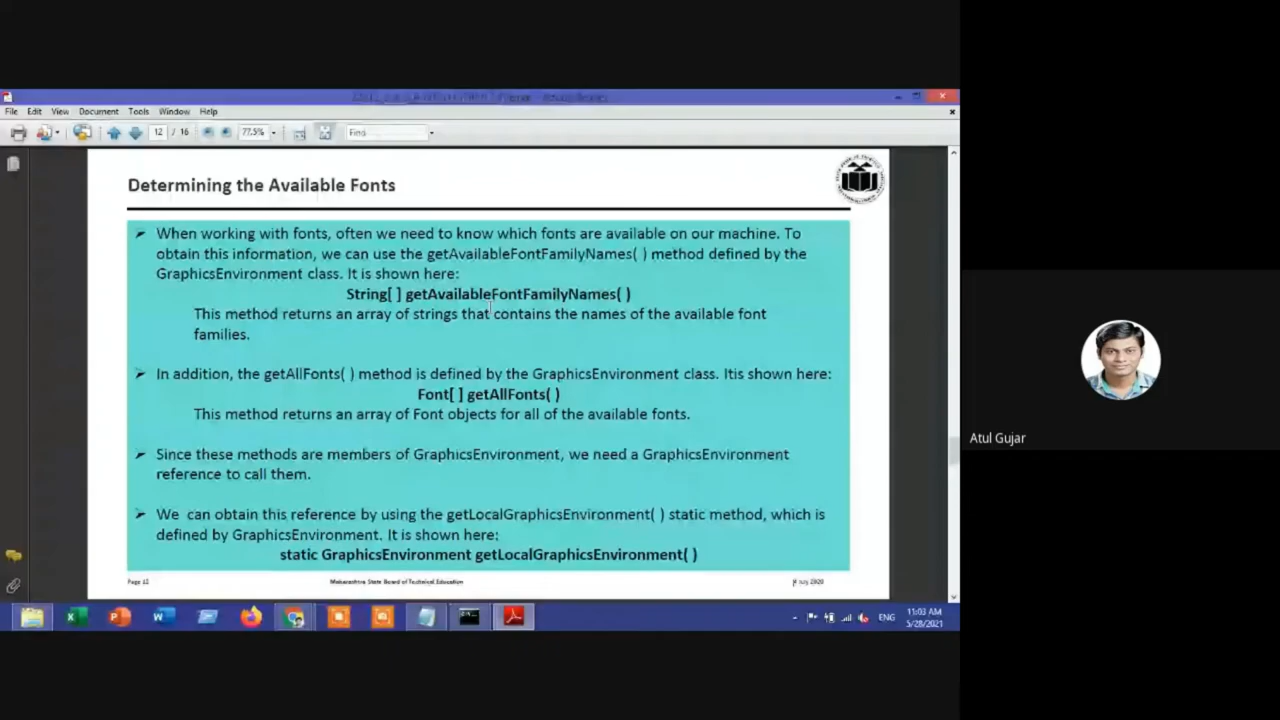 File Edit View Document Tools Window Help
12 / 16 77.5% Find
Determining the Available Fonts
When working with fonts, often we need to know which fonts are available on our machine. To
obtain this information, we can use the getAvailableFontFamilyNames( ) method defined by the
GraphicsEnvironment class. It is shown here:
String[ ] getAvailableFontFamilyNames( )
This method returns an array of strings that contains the names of the available font
families.
In addition, the getAllFonts( ) method is defined by the GraphicsEnvironment class. Itis shown here:
Font[ ] getAllFonts( )
This method returns an array of Font objects for all of the available fonts.
Since these methods are members of GraphicsEnvironment, we need a GraphicsEnvironment
reference to call them.
We can obtain this reference by using the getLocalGraphicsEnvironment( ) static method, which is
defined by GraphicsEnvironment. It is shown here:
static GraphicsEnvironment getLocalGraphicsEnvironment( )
Page 12 Maharashtra State Board of Technical Education July 2020
Atul Gujar
ENG
11:03 AM
5/28/2021